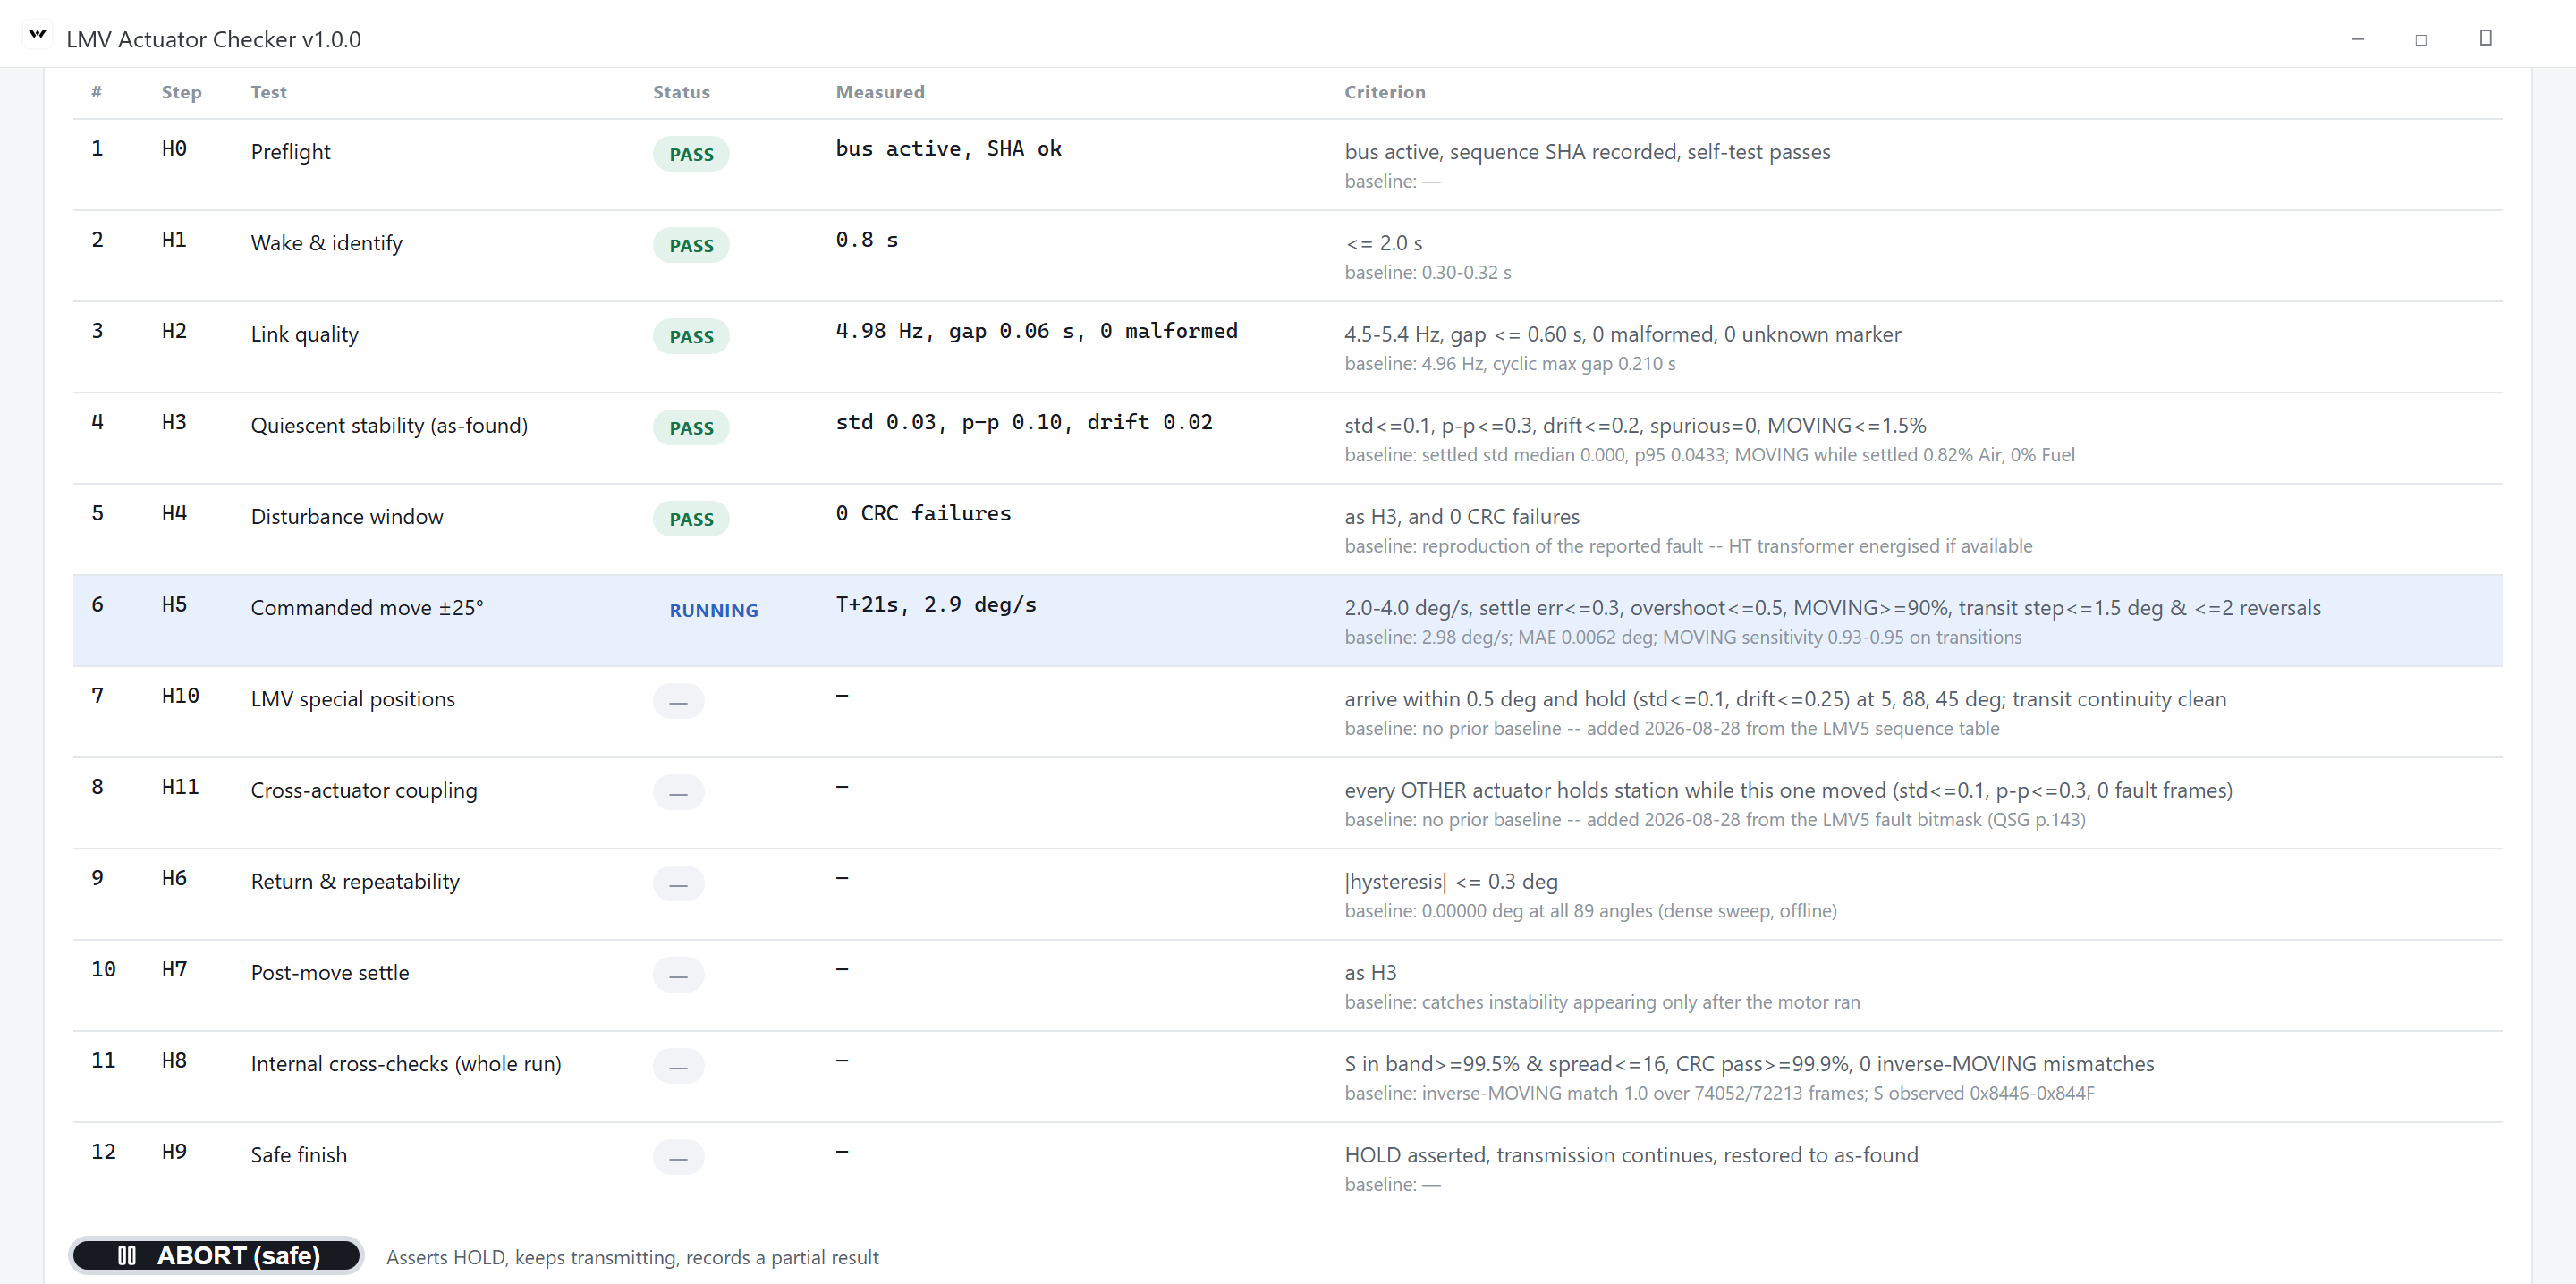 LMV Actuator Checker v1.0.0
# Step Test Status Measured Criterion
1 H0 Preflight PASS bus active, SHA ok bus active, sequence SHA recorded, self-test passes
baseline: —
2 H1 Wake & identify PASS 0.8 s <= 2.0 s
baseline: 0.30-0.32 s
3 H2 Link quality PASS 4.98 Hz, gap 0.06 s, 0 malformed 4.5-5.4 Hz, gap <= 0.60 s, 0 malformed, 0 unknown marker
baseline: 4.96 Hz, cyclic max gap 0.210 s
4 H3 Quiescent stability (as-found) PASS std 0.03, p-p 0.10, drift 0.02 std<=0.1, p-p<=0.3, drift<=0.2, spurious=0, MOVING<=1.5%
baseline: settled std median 0.000, p95 0.0433; MOVING while settled 0.82% Air, 0% Fuel
5 H4 Disturbance window PASS 0 CRC failures as H3, and 0 CRC failures
baseline: reproduction of the reported fault -- HT transformer energised if available
6 H5 Commanded move ±25° RUNNING T+21s, 2.9 deg/s 2.0-4.0 deg/s, settle err<=0.3, overshoot<=0.5, MOVING>=90%, transit step<=1.5 deg & <=2 reversals
baseline: 2.98 deg/s; MAE 0.0062 deg; MOVING sensitivity 0.93-0.95 on transitions
7 H10 LMV special positions — – arrive within 0.5 deg and hold (std<=0.1, drift<=0.25) at 5, 88, 45 deg; transit continuity clean
baseline: no prior baseline -- added 2026-08-28 from the LMV5 sequence table
8 H11 Cross-actuator coupling — – every OTHER actuator holds station while this one moved (std<=0.1, p-p<=0.3, 0 fault frames)
baseline: no prior baseline -- added 2026-08-28 from the LMV5 fault bitmask (QSG p.143)
9 H6 Return & repeatability — – |hysteresis| <= 0.3 deg
baseline: 0.00000 deg at all 89 angles (dense sweep, offline)
10 H7 Post-move settle — – as H3
baseline: catches instability appearing only after the motor ran
11 H8 Internal cross-checks (whole run) — – S in band>=99.5% & spread<=16, CRC pass>=99.9%, 0 inverse-MOVING mismatches
baseline: inverse-MOVING match 1.0 over 74052/72213 frames; S observed 0x8446-0x844F
12 H9 Safe finish — – HOLD asserted, transmission continues, restored to as-found
baseline: —
ABORT (safe) Asserts HOLD, keeps transmitting, records a partial result